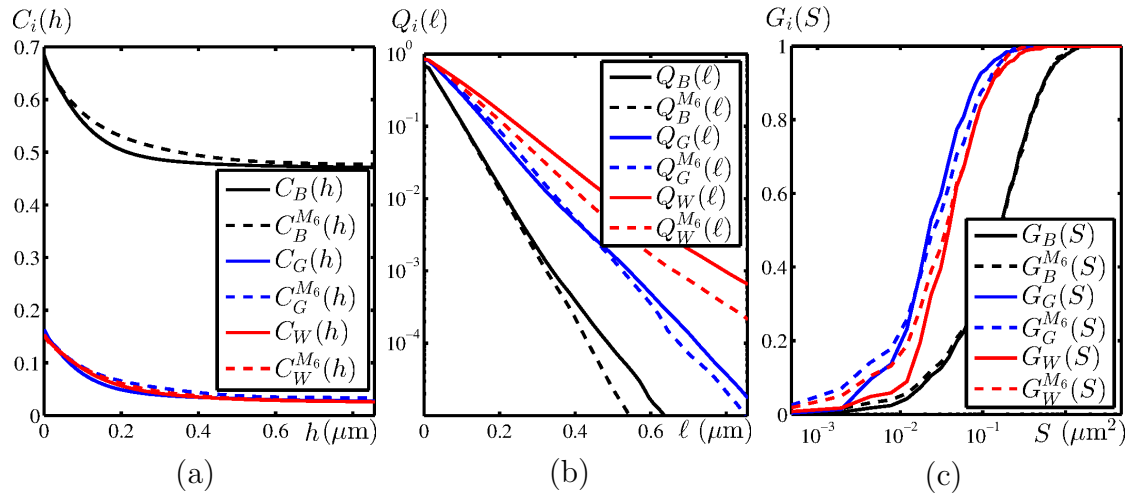 C_i(h)
0.7
0.6
0.5
0.4
0.3
0.2
0.1
0
0
0.2
0.4
0.6
h (μm)
C_B(h)
C_B^{M_6}(h)
C_G(h)
C_G^{M_6}(h)
C_W(h)
C_W^{M_6}(h)
(a)
Q_i(ℓ)
10^0
10^{-1}
10^{-2}
10^{-3}
10^{-4}
0
0.2
0.4
0.6
ℓ (μm)
Q_B(ℓ)
Q_B^{M_6}(ℓ)
Q_G(ℓ)
Q_G^{M_6}(ℓ)
Q_W(ℓ)
Q_W^{M_6}(ℓ)
(b)
G_i(S)
1
0.8
0.6
0.4
0.2
0
10^{-3}
10^{-2}
10^{-1}
S (μm^2)
G_B(S)
G_B^{M_6}(S)
G_G(S)
G_G^{M_6}(S)
G_W(S)
G_W^{M_6}(S)
(c)